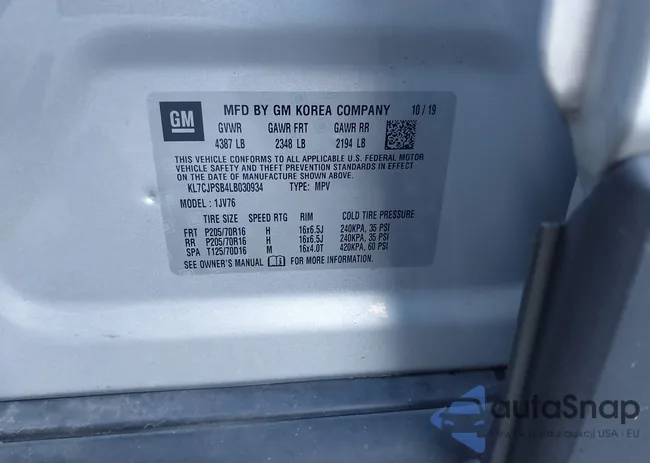 GM
MFD BY GM KOREA COMPANY 10/19
GVWR GAWR FRT GAWR RR
4387 LB 2348 LB 2194 LB
THIS VEHICLE CONFORMS TO ALL APPLICABLE U.S. FEDERAL MOTOR
VEHICLE SAFETY AND THEFT PREVENTION STANDARDS IN EFFECT ON
THE DATE OF MANUFACTURE SHOWN ABOVE.
KL7CJPSB4LB030934 TYPE: MPV
MODEL : 1JV76
TIRE SIZE SPEED RTG RIM COLD TIRE PRESSURE
FRT P205/70R16 H 16x6.5J 240KPA, 35 PSI
RR P205/70R16 H 16x6.5J 240KPA, 35 PSI
SPA T125/70D16 M 16x4.0T 420KPA, 60 PSI
SEE OWNER'S MANUAL FOR MORE INFORMATION.
autoSnap
aukcji USA - EU